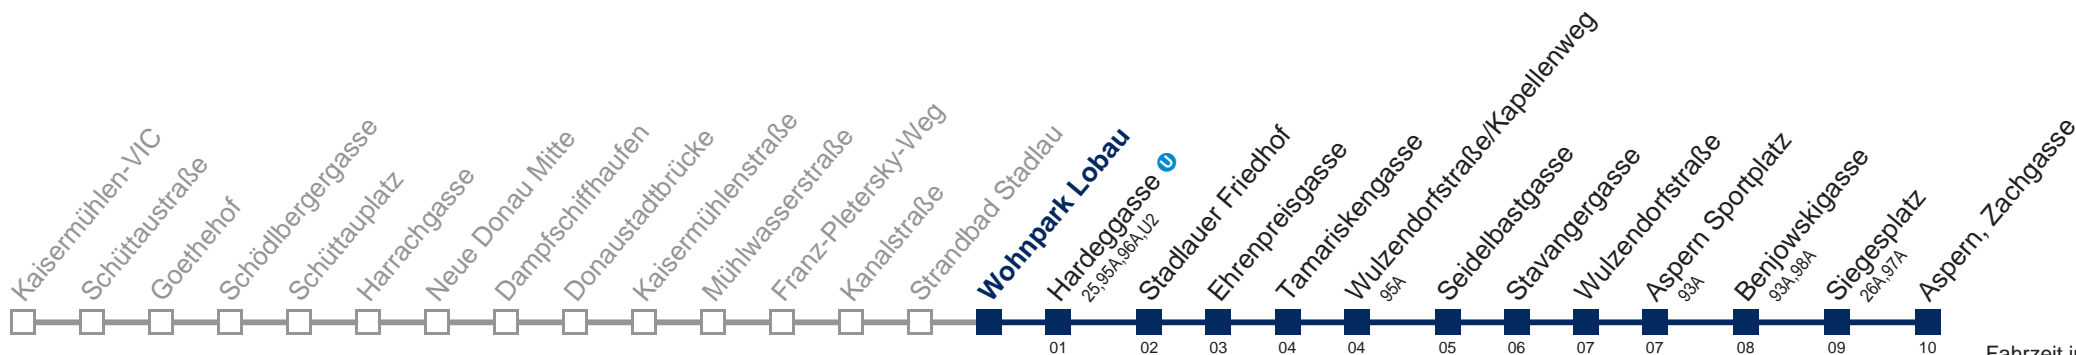 Kaisermühlen-VIC
Schüttaustraße
Goethehof
Schödlbergergasse
Schüttauplatz
Harrachgasse
Neue Donau Mitte
Dampfschiffhaufen
Donaustadtbrücke
Kaisermühlenstraße
Mühlwasserstraße
Franz-Pletersky-Weg
Kanalstraße
Strandbad Stadlau
Wohnpark Lobau
Hardeggasse U
25,95A,96A,U2
Stadlauer Friedhof
Ehrenpreisgasse
Tamariskengasse
Wulzendorfstraße/Kapellenweg
95A
Seidelbastgasse
Stavangergasse
Wulzendorfstraße
Aspern Sportplatz
93A
Benjowskigasse
93A,98A
Siegesplatz
26A,97A
Aspern, Zachgasse
01 02 03 04 04 05 06 07 07 08 09 10
Fahrzeit